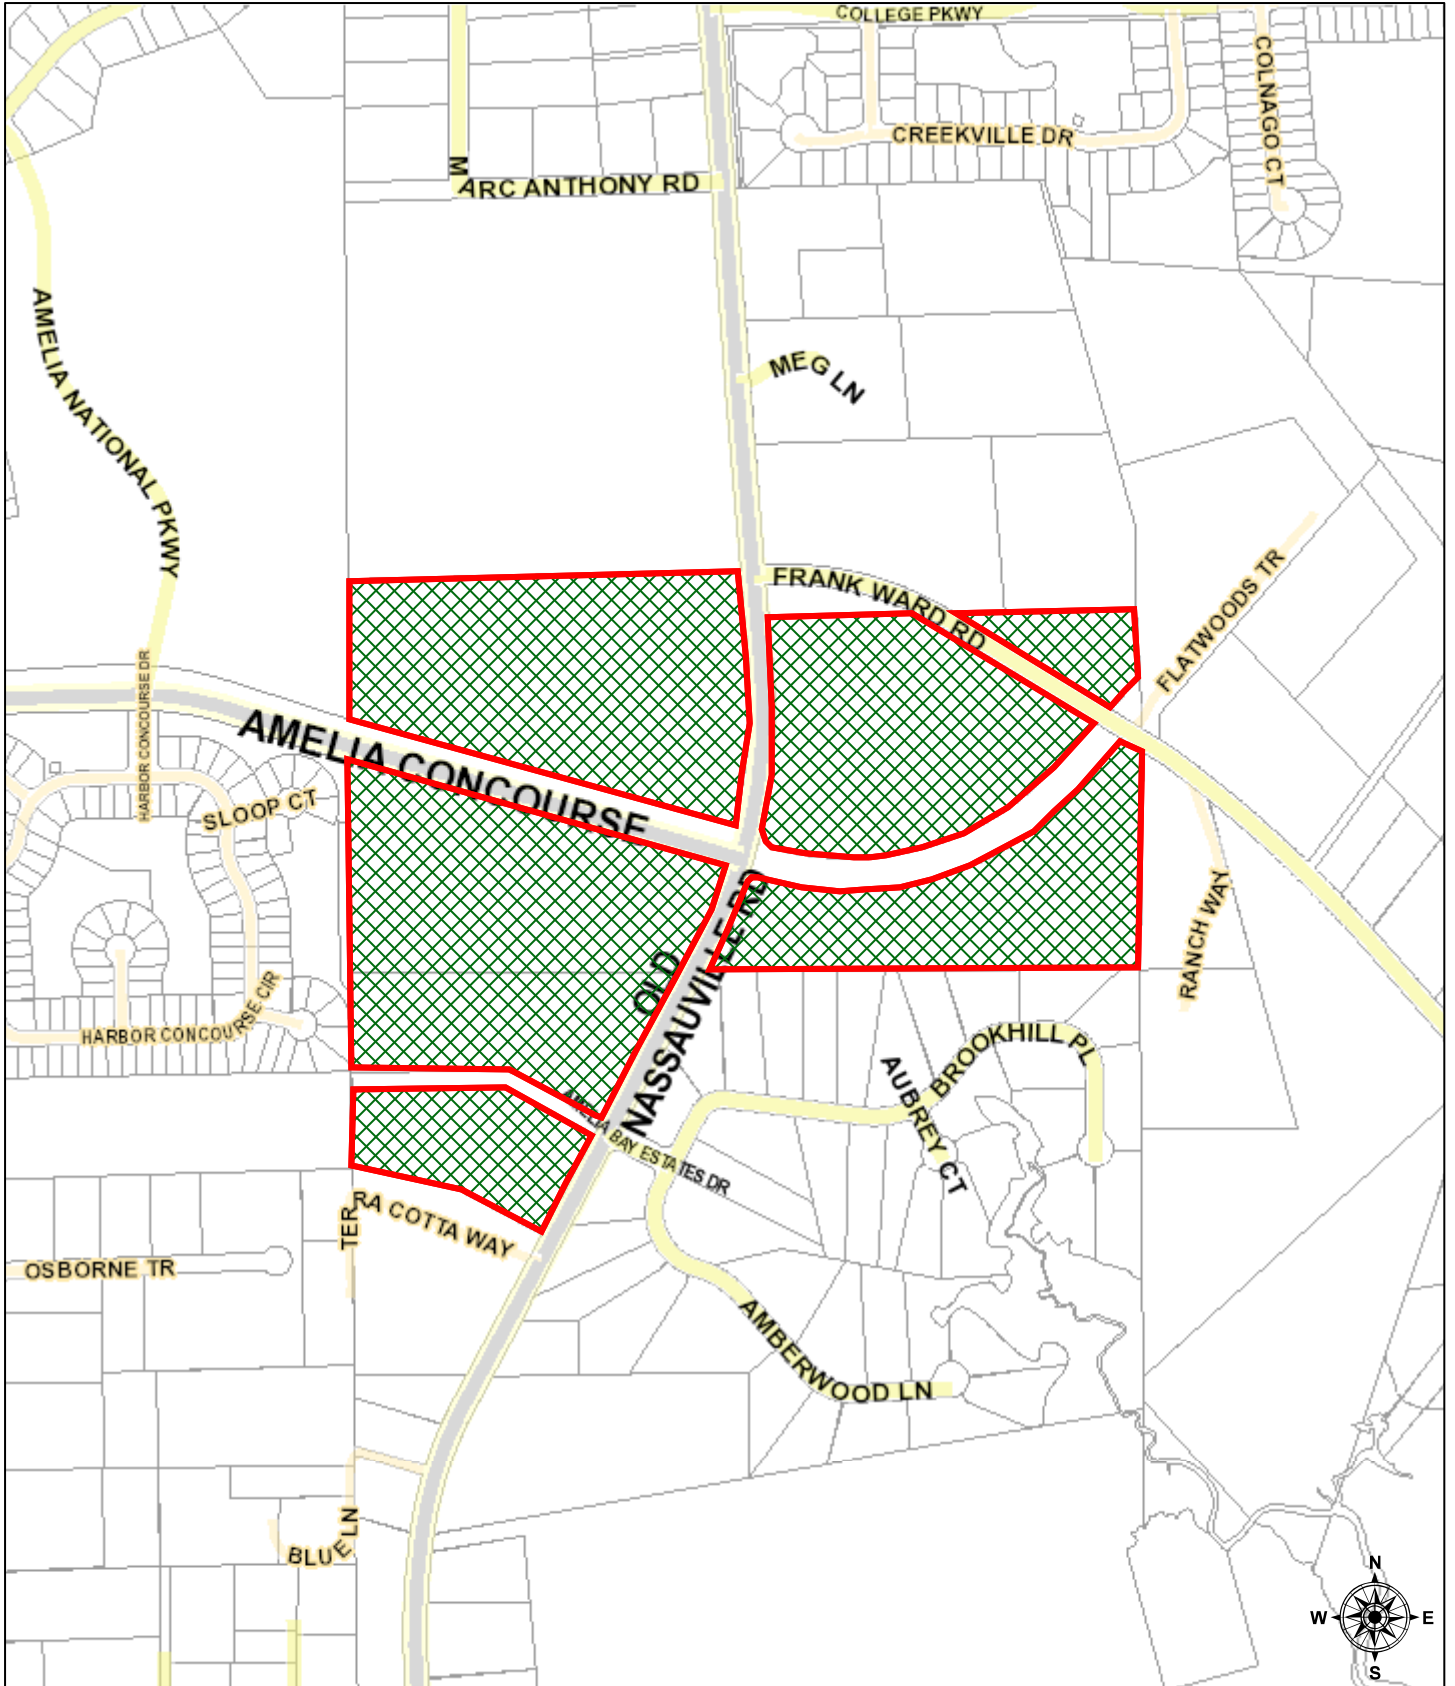 COLLEGE PKWY
COLNAGO CT
CREEKVILLE DR
MARC ANTHONY RD
AMELIA NATIONAL PKWY
MEG LN
FRANK WARD RD
FLATWOODS TR
HARBOR CONCOURSE DR
AMELIA CONCOURSE
SLOOP CT
OLD
NASSAUVILLE RD
RANCH WAY
HARBOR CONCOURSE CIR
BROOKHILL PL
AUBREY CT
AMELIA BAY ESTATES DR
TERRA COTTA WAY
OSBORNE TR
AMBERWOOD LN
BLUE LN
N
W E
S